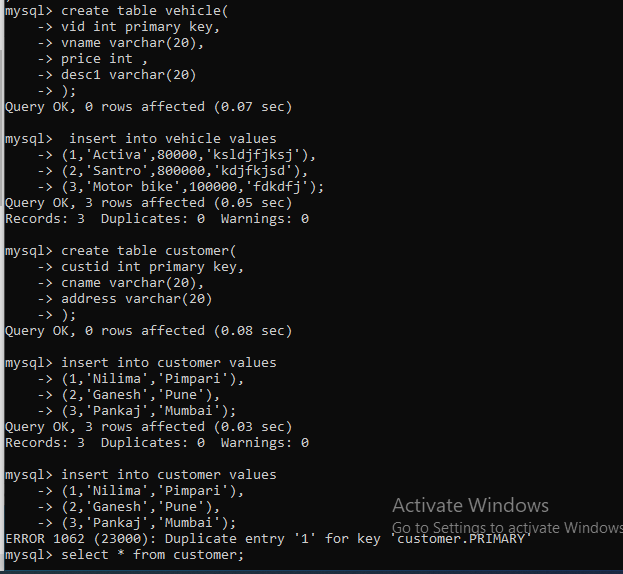 mysql> create table vehicle(
    -> vid int primary key,
    -> vname varchar(20),
    -> price int ,
    -> desc1 varchar(20)
    -> );
Query OK, 0 rows affected (0.07 sec)
mysql>  insert into vehicle values
    -> (1,'Activa',80000,'ksldjfjksj'),
    -> (2,'Santro',800000,'kdjfkjsd'),
    -> (3,'Motor bike',100000,'fdkdfj');
Query OK, 3 rows affected (0.05 sec)
Records: 3  Duplicates: 0  Warnings: 0
mysql> create table customer(
    -> custid int primary key,
    -> cname varchar(20),
    -> address varchar(20)
    -> );
Query OK, 0 rows affected (0.08 sec)
mysql> insert into customer values
    -> (1,'Nilima','Pimpari'),
    -> (2,'Ganesh','Pune'),
    -> (3,'Pankaj','Mumbai');
Query OK, 3 rows affected (0.03 sec)
Records: 3  Duplicates: 0  Warnings: 0
mysql> insert into customer values
    -> (1,'Nilima','Pimpari'),
    -> (2,'Ganesh','Pune'),
    -> (3,'Pankaj','Mumbai');
Activate Windows
Go to Settings to activate Windows
ERROR 1062 (23000): Duplicate entry '1' for key 'customer.PRIMARY'
mysql> select * from customer;